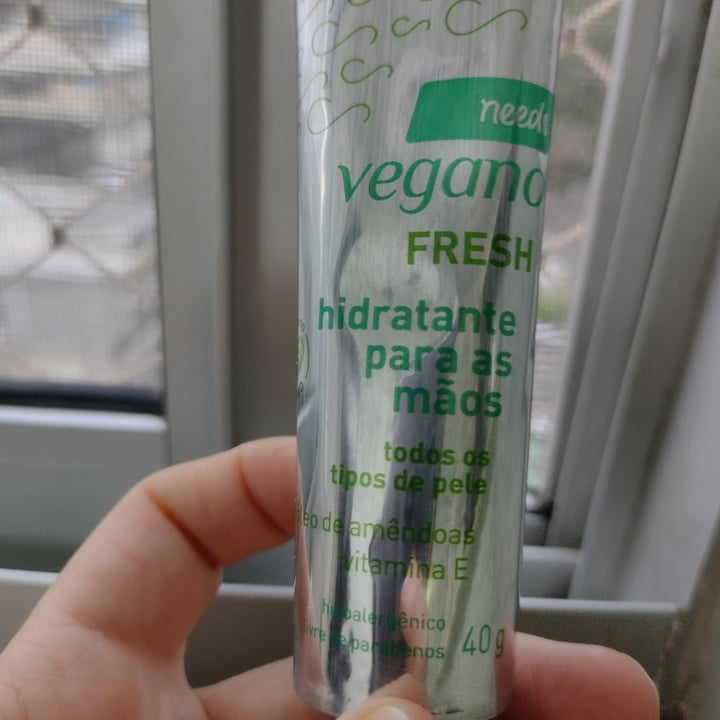 needs
vegano
FRESH
hidratante
para as
mãos
todos os
tipos de pele
óleo de amêndoas
vitamina E
hipoalergênico
livre de parabenos 40 g